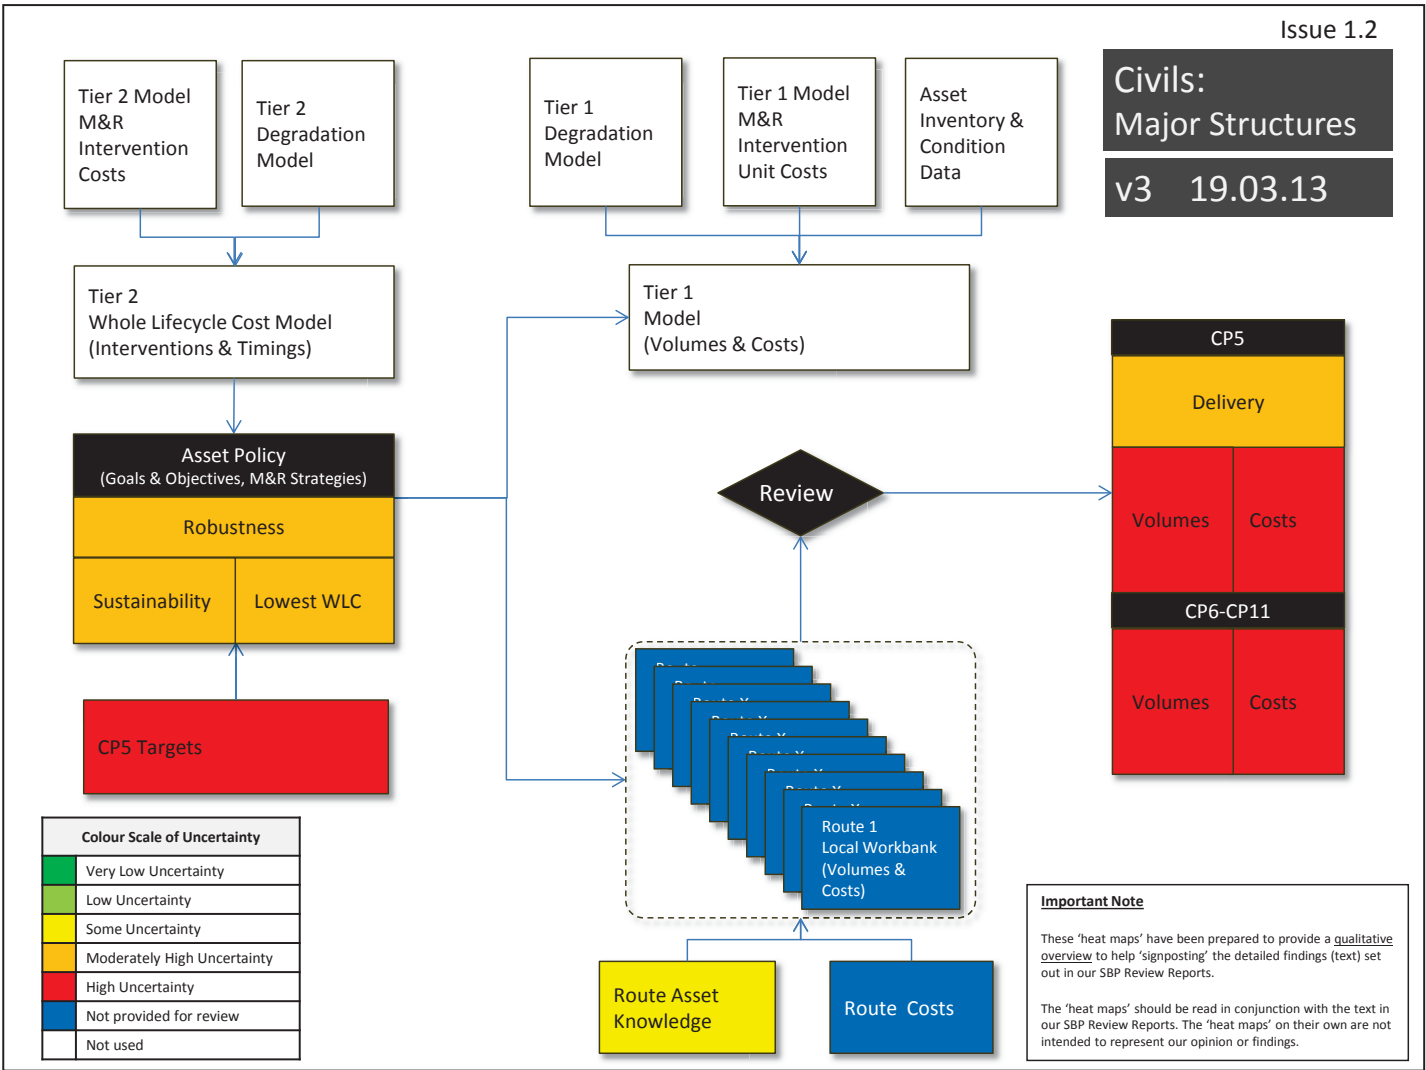 Issue 1.2
Civils:
Major Structures
v3 19.03.13
Tier 2 Model
M&R
Intervention
Costs
Tier 2
Degradation
Model
Tier 1
Degradation
Model
Tier 1 Model
M&R
Intervention
Unit Costs
Asset
Inventory &
Condition
Data
Tier 2
Whole Lifecycle Cost Model
(Interventions & Timings)
Tier 1
Model
(Volumes & Costs)
Asset Policy
(Goals & Objectives, M&R Strategies)
Robustness
Sustainability
Lowest WLC
CP5 Targets
Review
CP5
Delivery
Volumes
Costs
CP6-CP11
Volumes
Costs
Route 1
Local Workbank
(Volumes &
Costs)
Route Asset
Knowledge
Route Costs
Colour Scale of Uncertainty
Very Low Uncertainty
Low Uncertainty
Some Uncertainty
Moderately High Uncertainty
High Uncertainty
Not provided for review
Not used
Important Note
These ‘heat maps’ have been prepared to provide a qualitative
overview to help ‘signposting’ the detailed findings (text) set
out in our SBP Review Reports.
The ‘heat maps’ should be read in conjunction with the text in
our SBP Review Reports. The ‘heat maps’ on their own are not
intended to represent our opinion or findings.